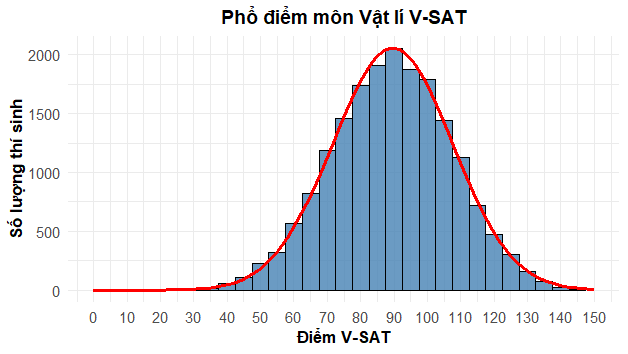 Phổ điểm môn Vật lí V-SAT
Số lượng thí sinh
2000
1500
1000
500
0
0 10 20 30 40 50 60 70 80 90 100 110 120 130 140 150
Điểm V-SAT